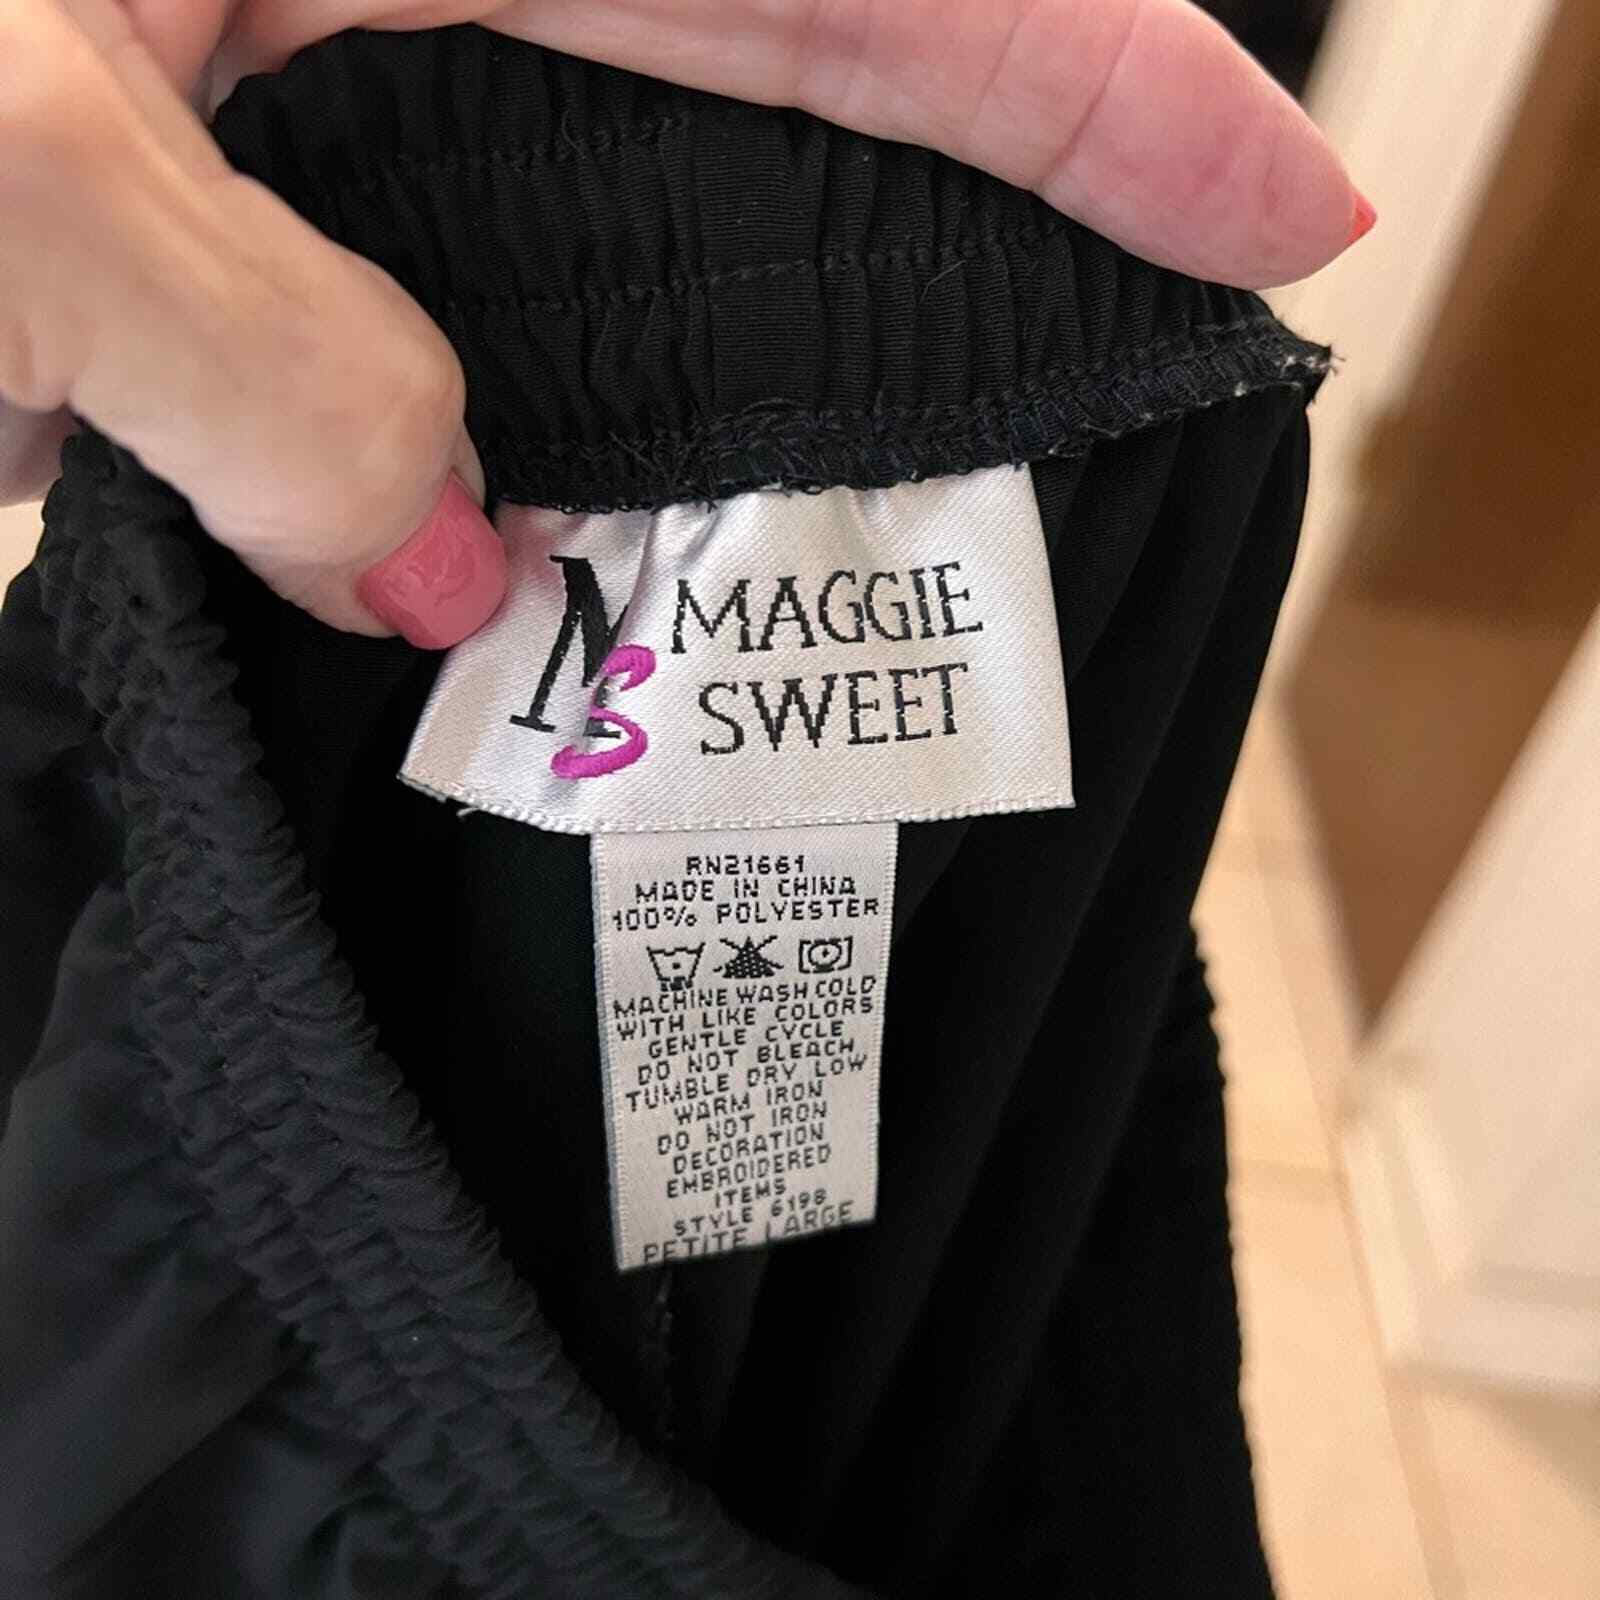 MS MAGGIE
SWEET
RN21661
MADE IN CHINA
100% POLYESTER
MACHINE WASH COLD
WITH LIKE COLORS
GENTLE CYCLE
DO NOT BLEACH
TUMBLE DRY LOW
WARM IRON
DO NOT IRON
DECORATION
EMBROIDERED
ITEMS
STYLE 6198
PETITE LARGE